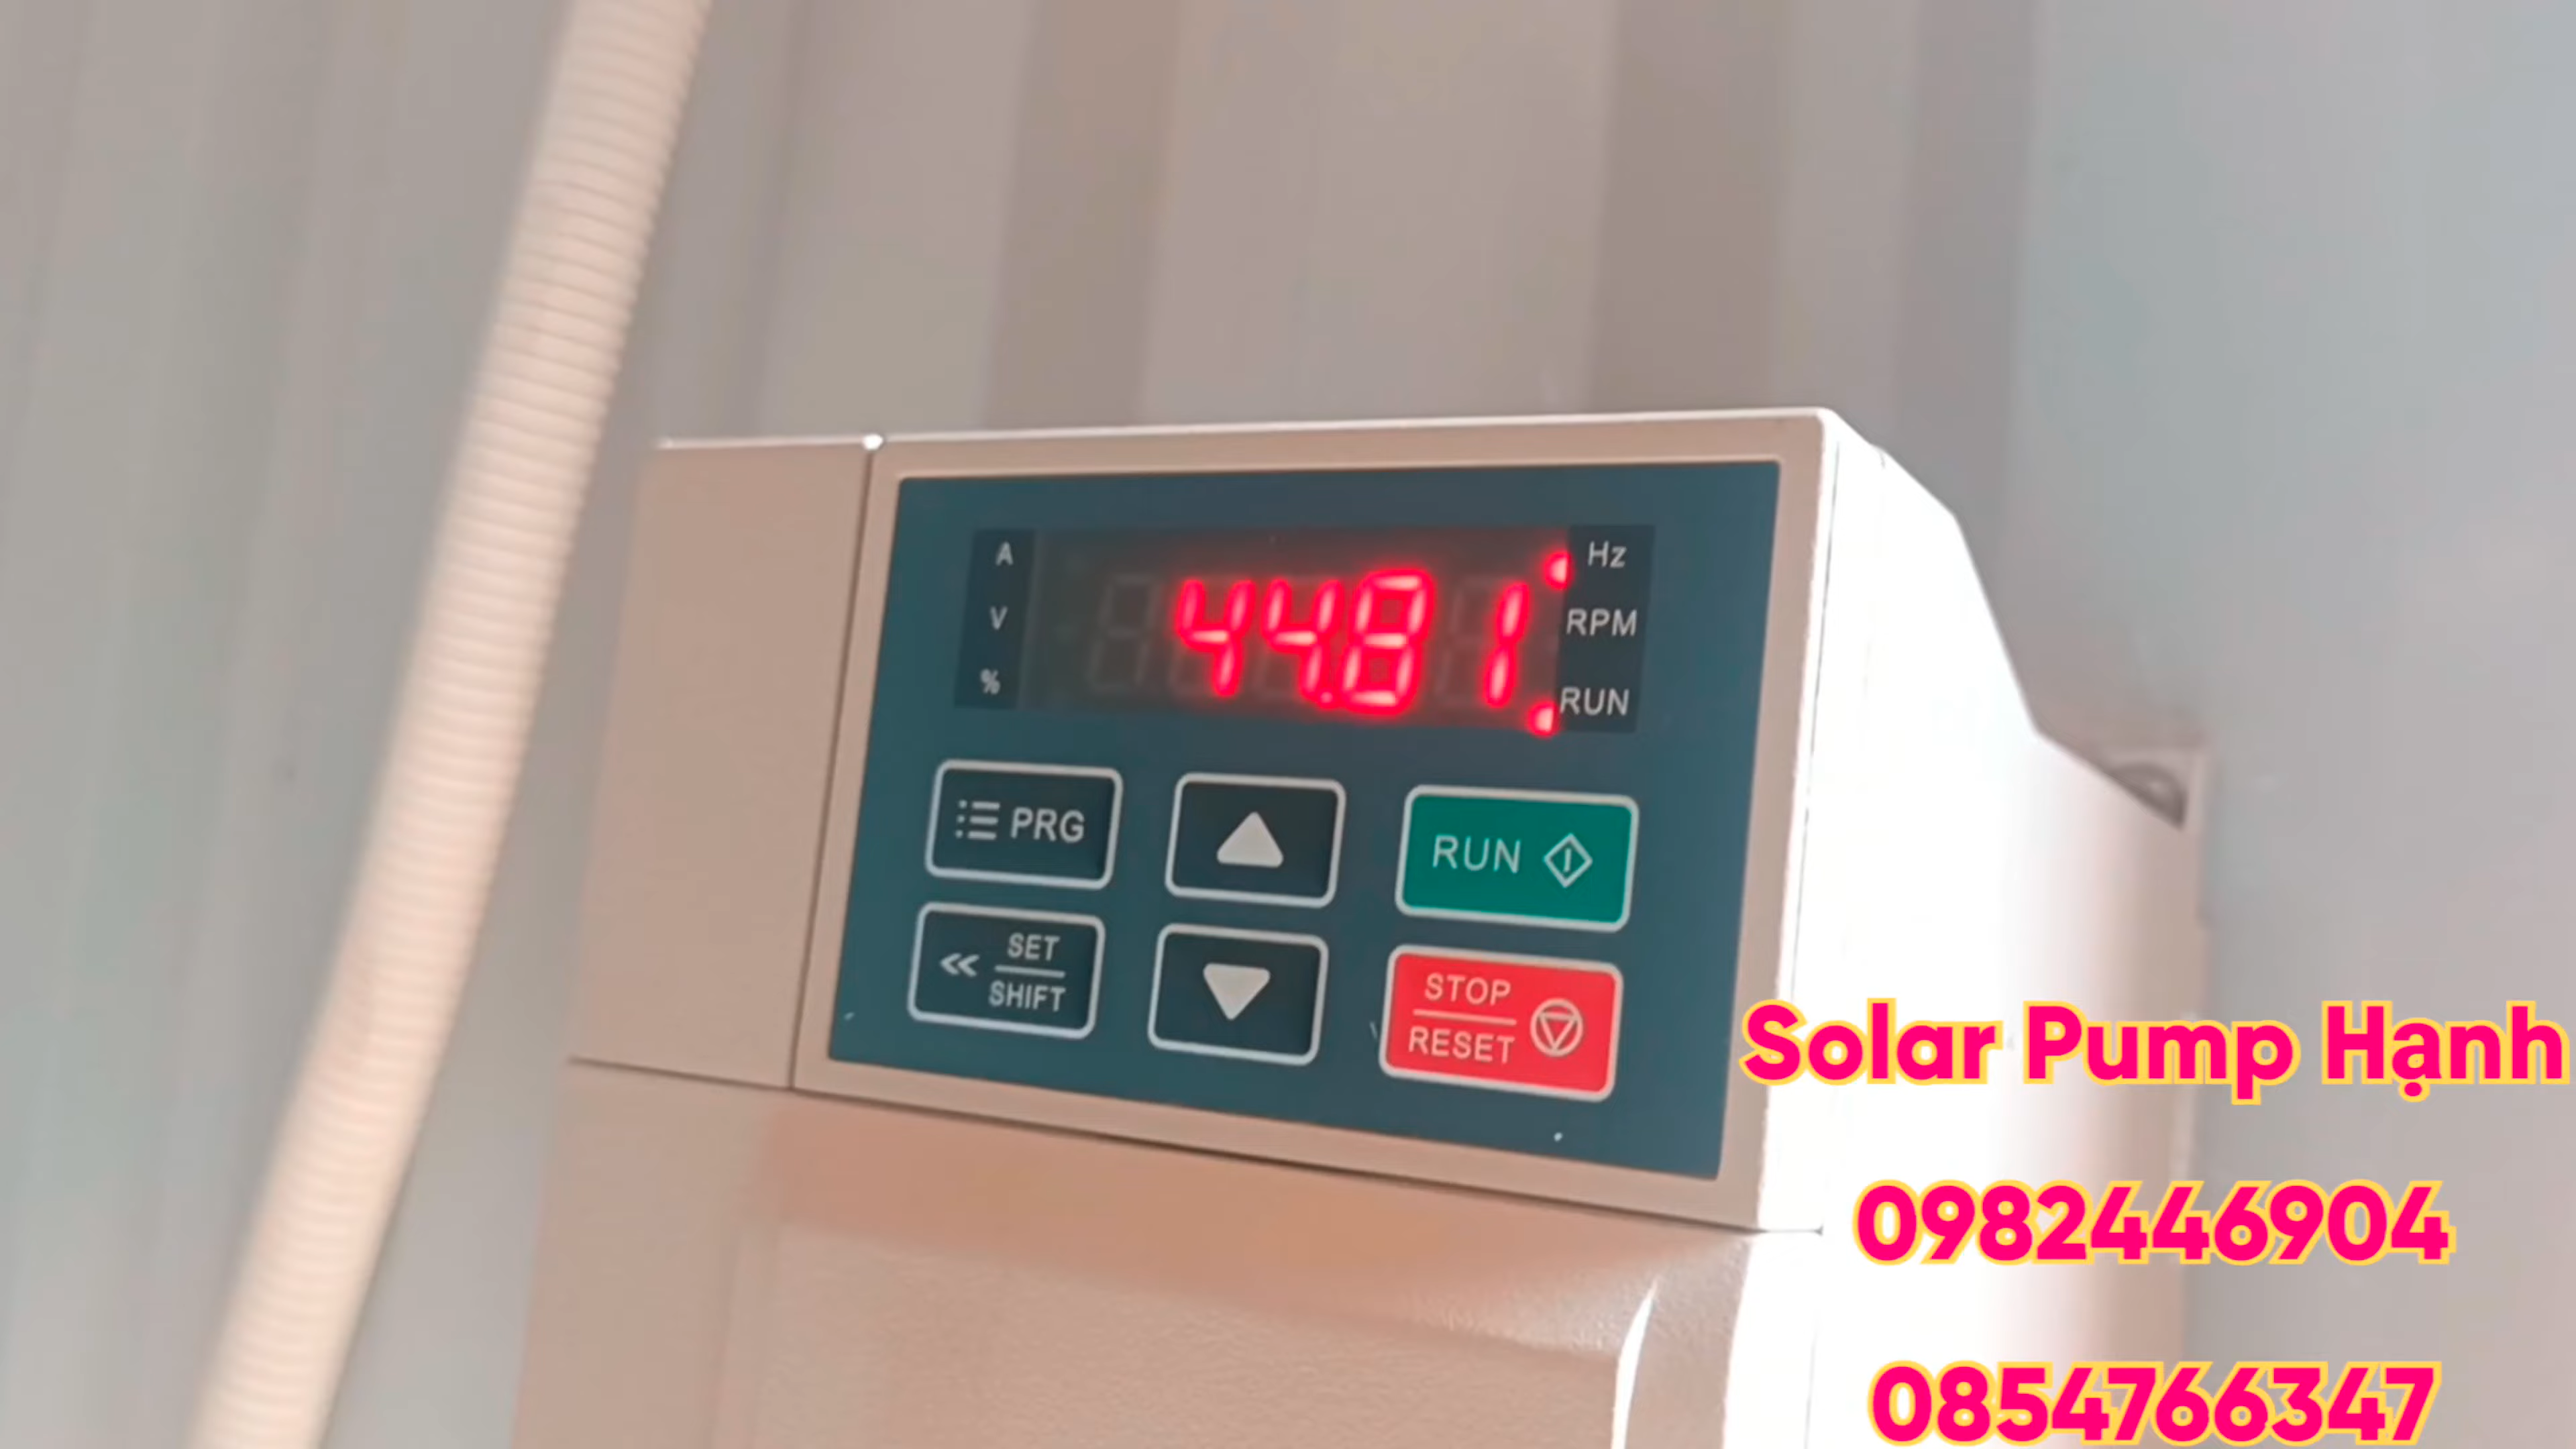 A
Hz
44.81
V
RPM
%
RUN
PRG
RUN
SET
SHIFT
STOP
RESET
Solar Pump Hạnh
0982446904
0854766347